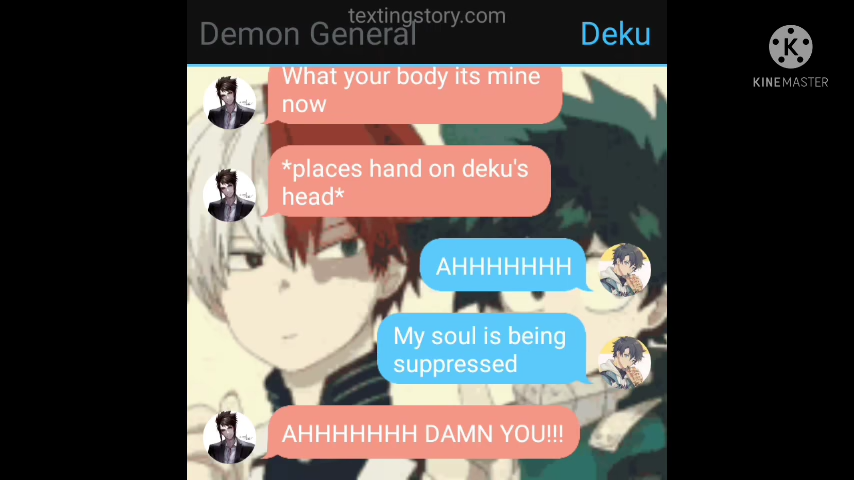 textingstory.com
Demon General
Deku
KINEMASTER
What your body its mine
now
*places hand on deku's
head*
AHHHHHHH
My soul is being
suppressed
AHHHHHHH DAMN YOU!!!